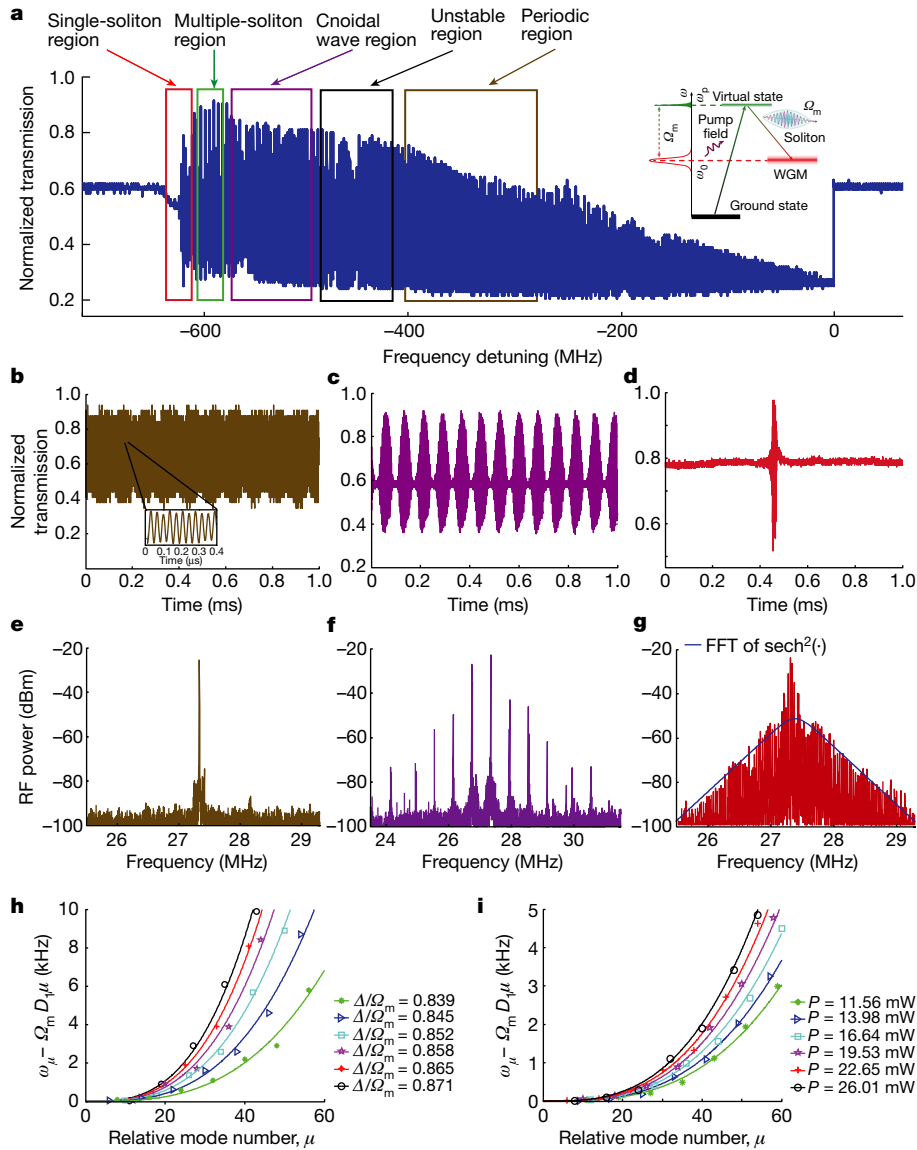 a
Single-soliton region
Multiple-soliton region
Cnoidal wave region
Unstable region
Periodic region
Normalized transmission
1.0
0.8
0.6
0.4
0.2
−600
−400
−200
0
Frequency detuning (MHz)
ω
ωp
Virtual state
Ωm
Pump field
Ωm
Soliton
WGM
ω0
Ground state
b
Normalized transmission
1.0
0.8
0.6
0.4
0.2
0 0.1 0.2 0.3 0.4
Time (μs)
0 0.2 0.4 0.6 0.8 1.0
Time (ms)
c
1.0
0.8
0.6
0.4
0.2
0 0.2 0.4 0.6 0.8 1.0
Time (ms)
d
1.0
0.8
0.6
0 0.2 0.4 0.6 0.8 1.0
Time (ms)
e
RF power (dBm)
−20
−40
−60
−80
−100
26 27 28 29
Frequency (MHz)
f
−20
−40
−60
−80
−100
24 26 28 30
Frequency (MHz)
g
FFT of sech²(·)
−20
−40
−60
−80
−100
26 27 28 29
Frequency (MHz)
h
ωμ − Ωm D1μ (kHz)
10
8
6
4
2
0
0 20 40 60
Relative mode number, μ
Δ/Ωm = 0.839
Δ/Ωm = 0.845
Δ/Ωm = 0.852
Δ/Ωm = 0.858
Δ/Ωm = 0.865
Δ/Ωm = 0.871
i
ωμ − Ωm D1μ (kHz)
5
4
3
2
1
0
0 20 40 60
Relative mode number, μ
P = 11.56 mW
P = 13.98 mW
P = 16.64 mW
P = 19.53 mW
P = 22.65 mW
P = 26.01 mW